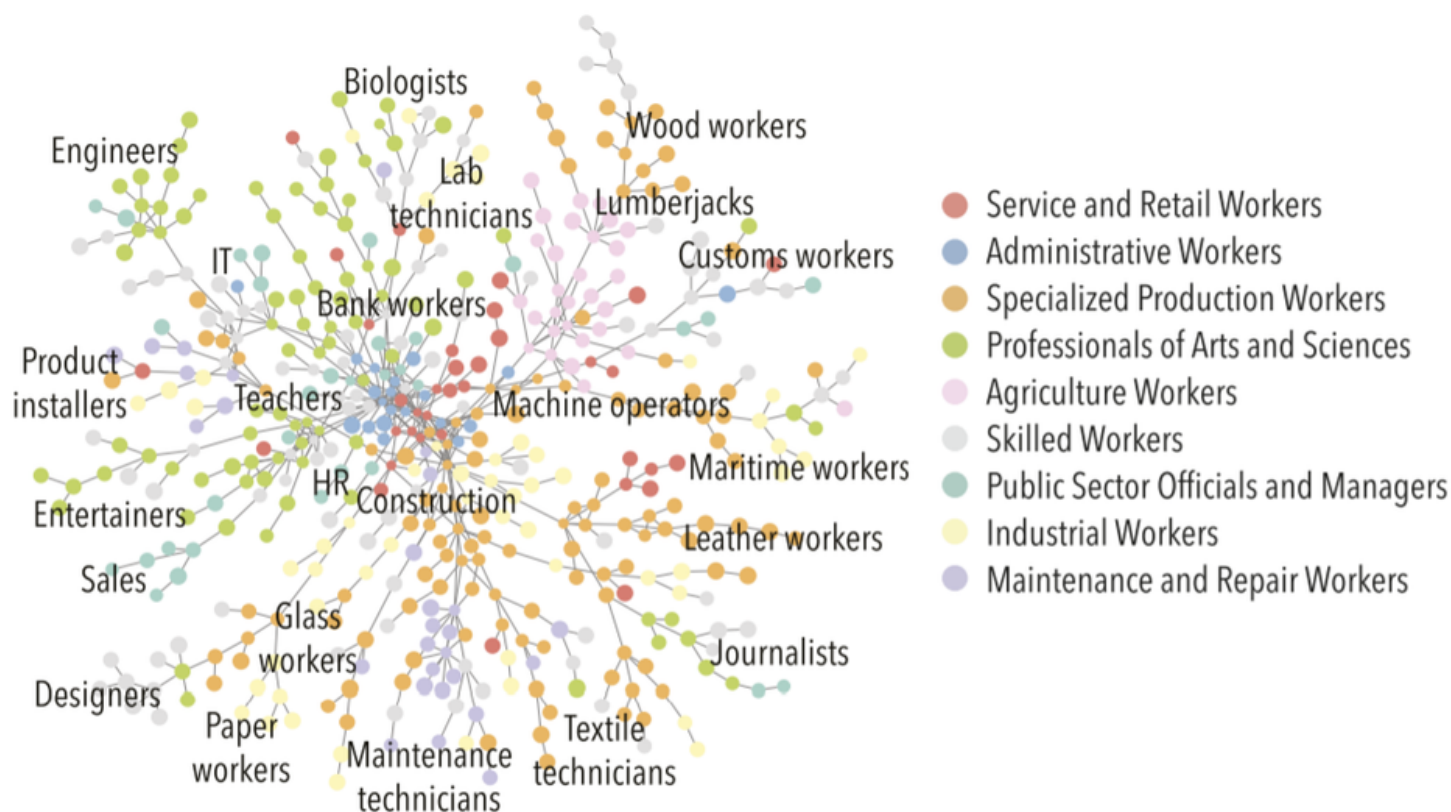 Biologists
Engineers
Wood workers
Lab
technicians
Lumberjacks
Customs workers
IT
Bank workers
Product
installers
Teachers
Machine operators
Maritime workers
HR
Construction
Entertainers
Leather workers
Sales
Glass
workers
Journalists
Designers
Paper
workers
Maintenance
technicians
Textile
technicians
Service and Retail Workers
Administrative Workers
Specialized Production Workers
Professionals of Arts and Sciences
Agriculture Workers
Skilled Workers
Public Sector Officials and Managers
Industrial Workers
Maintenance and Repair Workers